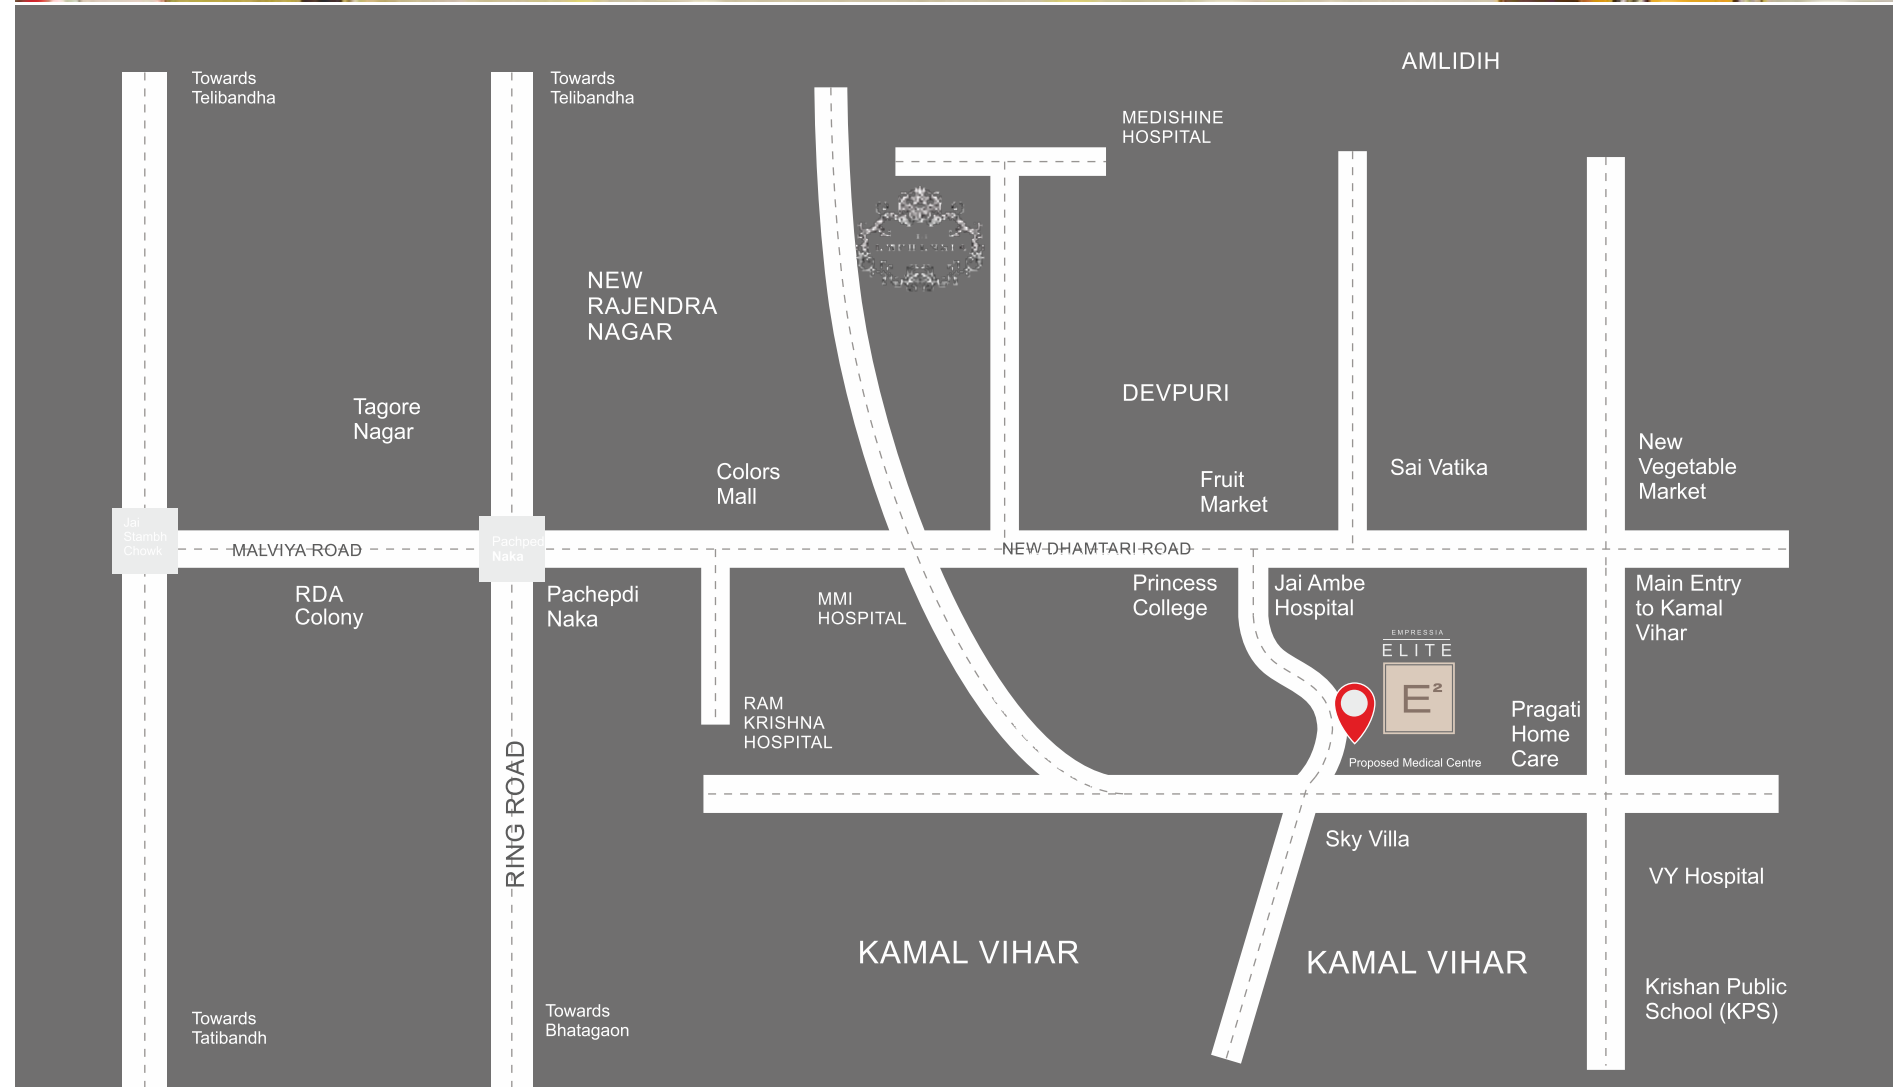 AMLIDIH
Towards
Telibandha
Towards
Telibandha
MEDISHINE
HOSPITAL
NEW
RAJENDRA
NAGAR
DEVPURI
Tagore
Nagar
Colors
Mall
Fruit
Market
Sai Vatika
New
Vegetable
Market
Jai
Stambh
Chowk
MALVIYA ROAD
Pachped
Naka
NEW DHAMTARI ROAD
RDA
Colony
Pachepdi
Naka
MMI
HOSPITAL
Princess
College
Jai Ambe
Hospital
Main Entry
to Kamal
Vihar
EMPRESSIA
ELITE
E²
RAM
KRISHNA
HOSPITAL
Pragati
Home
Care
Proposed Medical Centre
RING ROAD
Sky Villa
VY Hospital
KAMAL VIHAR
KAMAL VIHAR
Krishan Public
School (KPS)
Towards
Tatibandh
Towards
Bhatagaon